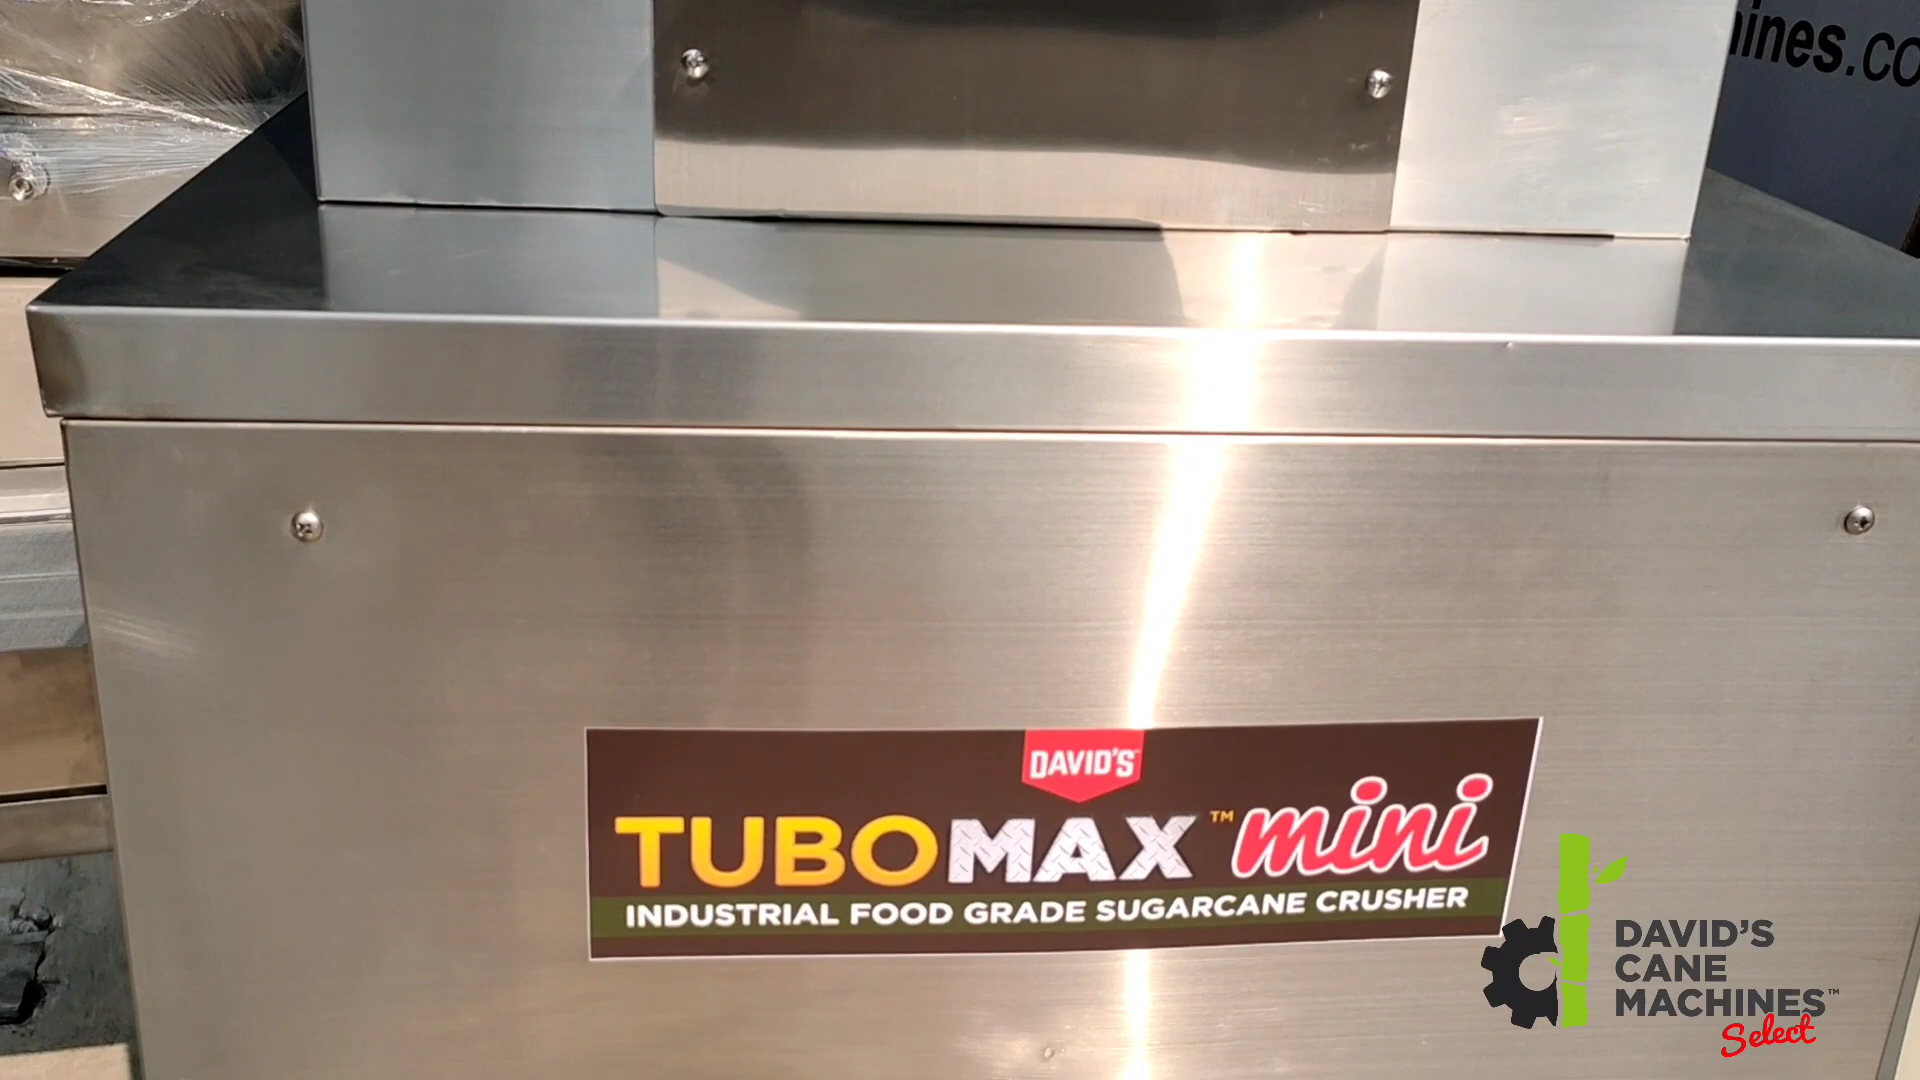 ines.co
DAVID'S
TUBOMAX™ mini
INDUSTRIAL FOOD GRADE SUGARCANE CRUSHER
DAVID'S
CANE
MACHINES™
Select